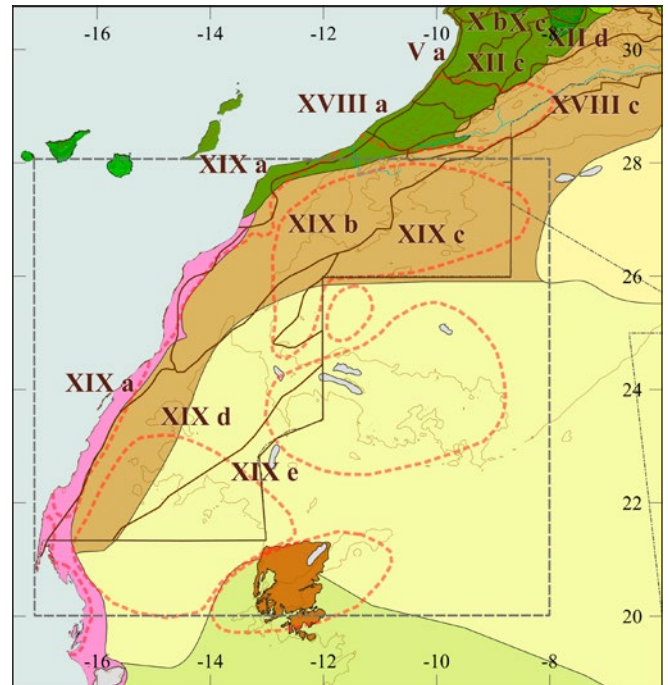 -16 -14 -12 -10
X b X c
30
XII d
V a
XII c
XVIII a
XVIII c
XIX a
28
XIX b
XIX c
26
XIX a
24
XIX d
XIX e
22
20
-16 -14 -12 -10 -8